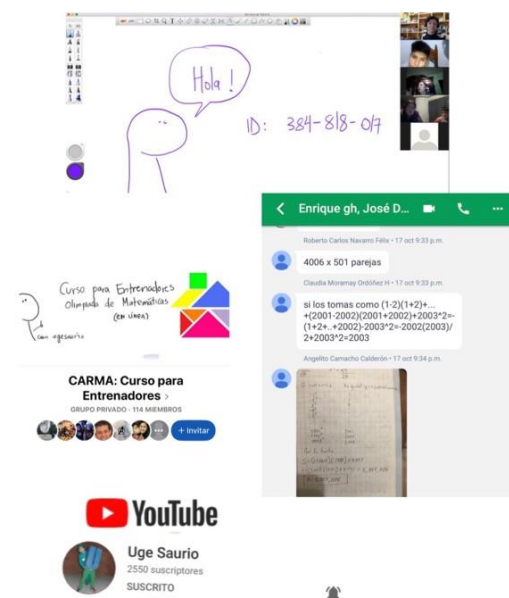 Hola!
ID: 384-818-017
Enrique gh, José D...
Roberto Carlos Navarro Félix • 17 oct 9:33 p.m.
4006 x 501 parejas
Claudia Moramay Ordóñez H • 17 oct 9:33 p.m.
si los tomas como (1-2)(1+2)+...
+(2001-2002)(2001+2002)+2003^2=-
(1+2+..+2002)-2003^2=-2002(2003)/
2+2003^2=2003
Angelito Camacho Calderón • 17 oct 9:34 p.m.
Curso para Entrenadores
Olimpiada de Matemáticas
(en línea)
con ugesaurio
CARMA: Curso para
Entrenadores >
GRUPO PRIVADO · 114 MIEMBROS
+ Invitar
YouTube
Uge Saurio
2550 suscriptores
SUSCRITO